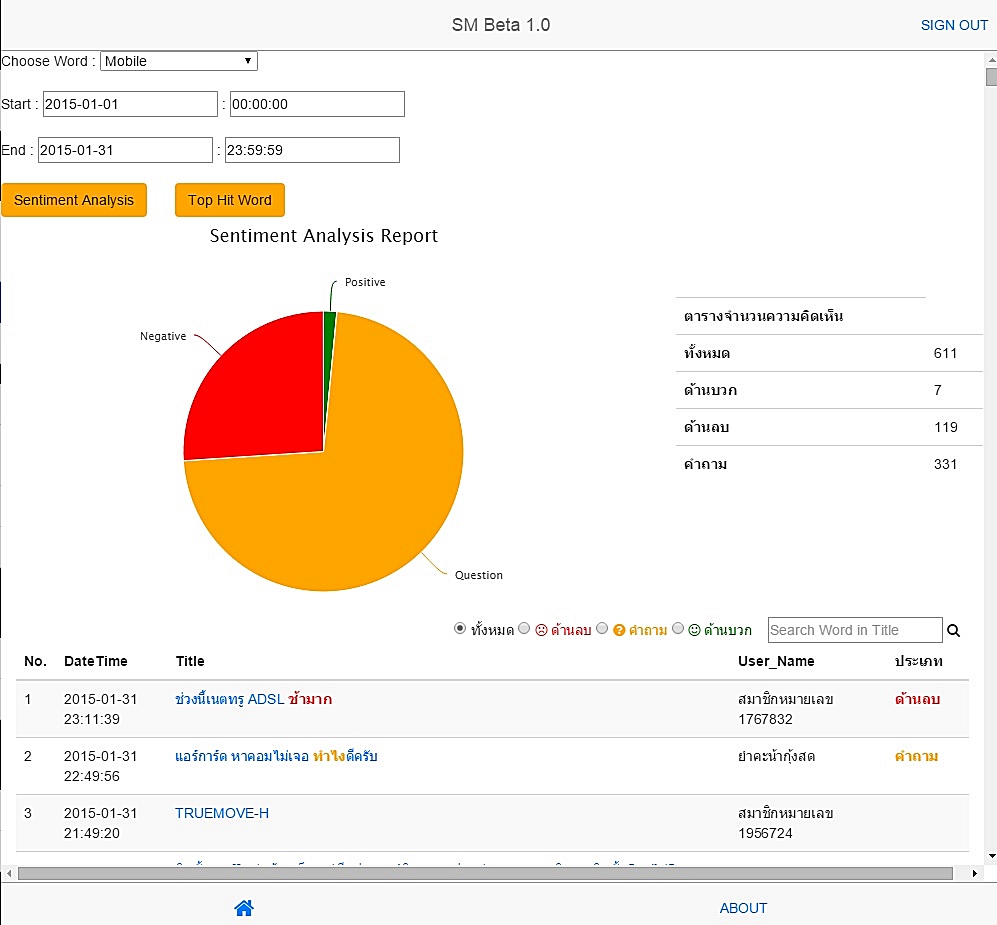 SM Beta 1.0
SIGN OUT
Choose Word : Mobile
Start : 2015-01-01 : 00:00:00
End : 2015-01-31 : 23:59:59
Sentiment Analysis
Top Hit Word
Sentiment Analysis Report
Positive
Negative
Question
ตารางจำนวนความคิดเห็น
ทั้งหมด 611
ด้านบวก 7
ด้านลบ 119
คำถาม 331
ทั้งหมด ด้านลบ คำถาม ด้านบวก Search Word in Title
No. DateTime Title User_Name ประเภท
1 2015-01-31 ช่วงนี้เนตทรู ADSL ช้ามาก สมาชิกหมายเลข ด้านลบ
23:11:39 1767832
2 2015-01-31 แอร์การ์ด หาคอมไม่เจอ ทำไงดีครับ ยำคะน้ากุ้งสด คำถาม
22:49:56
3 2015-01-31 TRUEMOVE-H สมาชิกหมายเลข
21:49:20 1956724
ABOUT